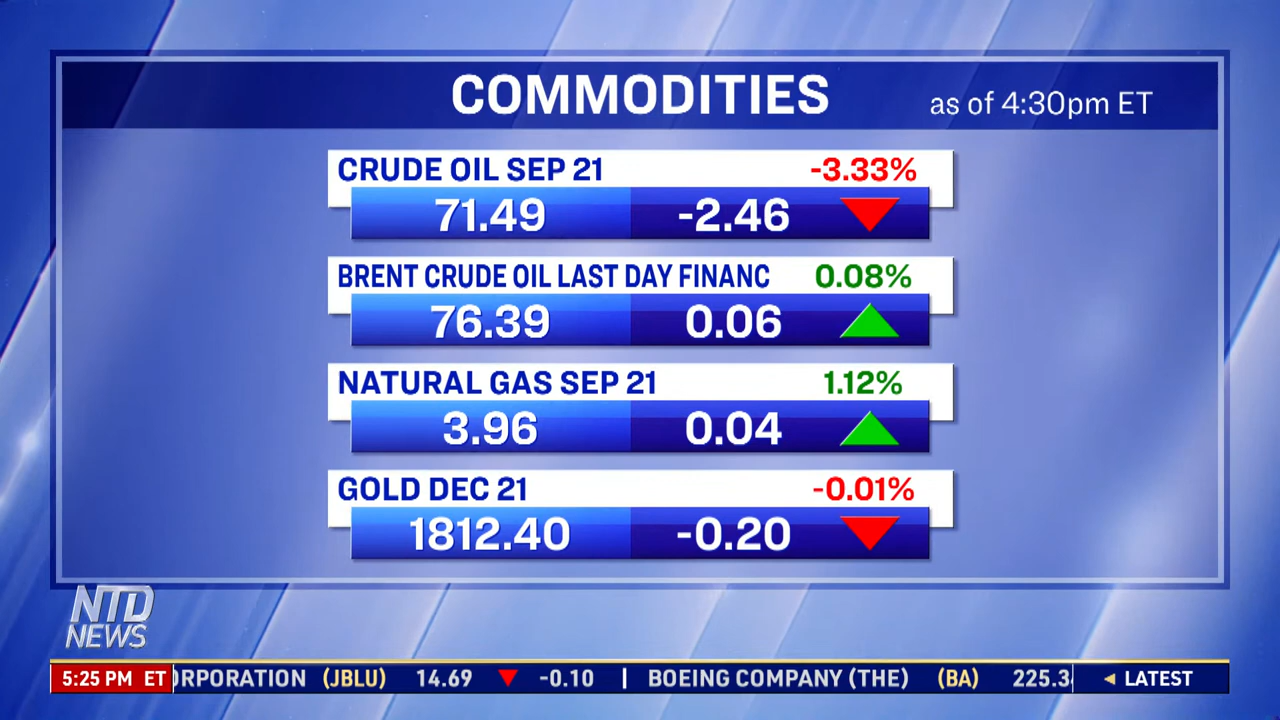 COMMODITIES as of 4:30pm ET
CRUDE OIL SEP 21 -3.33%
71.49 -2.46
BRENT CRUDE OIL LAST DAY FINANC 0.08%
76.39 0.06
NATURAL GAS SEP 21 1.12%
3.96 0.04
GOLD DEC 21 -0.01%
1812.40 -0.20
NTD
NEWS
5:25 PM ET ORPORATION (JBLU) 14.69 -0.10 | BOEING COMPANY (THE) (BA) 225.3 LATEST